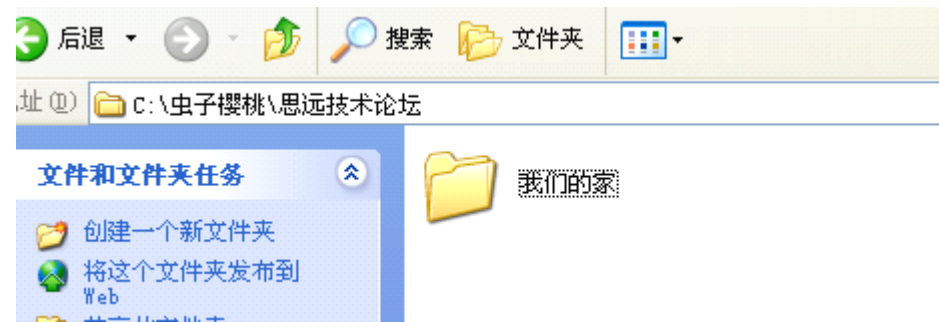 后退 搜索 文件夹
址(D) C:\虫子樱桃\思远技术论坛
文件和文件夹任务
我们的家
创建一个新文件夹
将这个文件夹发布到
Web